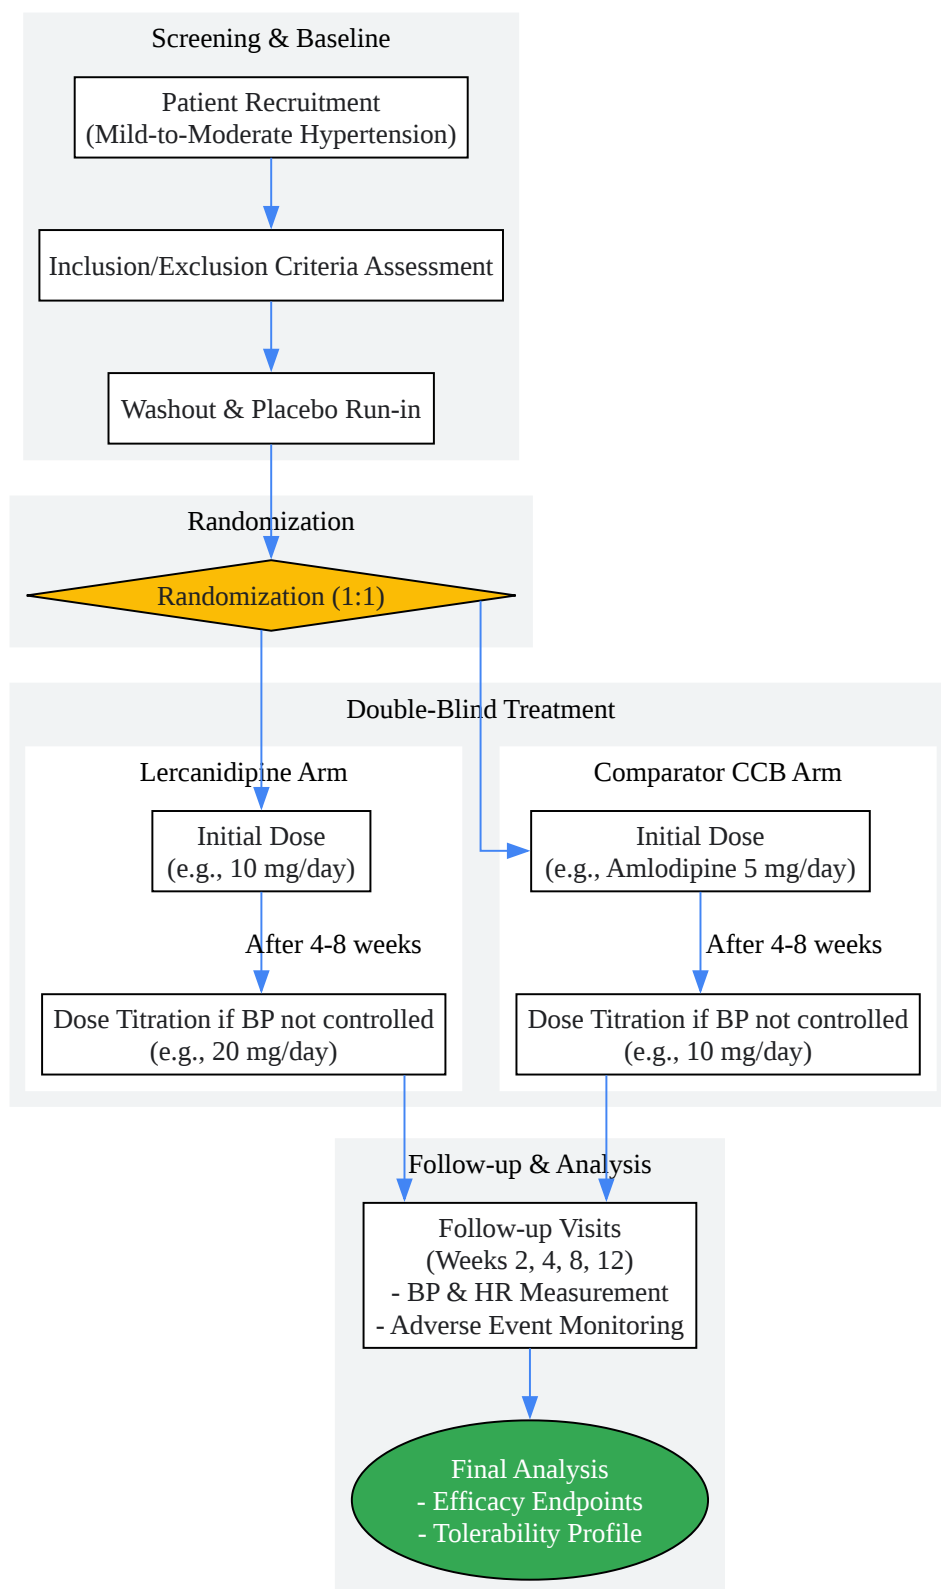 Screening & Baseline
Patient Recruitment
(Mild-to-Moderate Hypertension)
Inclusion/Exclusion Criteria Assessment
Washout & Placebo Run-in
Randomization
Randomization (1:1)
Double-Blind Treatment
Lercanidipine Arm
Initial Dose
(e.g., 10 mg/day)
After 4-8 weeks
Dose Titration if BP not controlled
(e.g., 20 mg/day)
Comparator CCB Arm
Initial Dose
(e.g., Amlodipine 5 mg/day)
After 4-8 weeks
Dose Titration if BP not controlled
(e.g., 10 mg/day)
Follow-up & Analysis
Follow-up Visits
(Weeks 2, 4, 8, 12)
- BP & HR Measurement
- Adverse Event Monitoring
Final Analysis
- Efficacy Endpoints
- Tolerability Profile